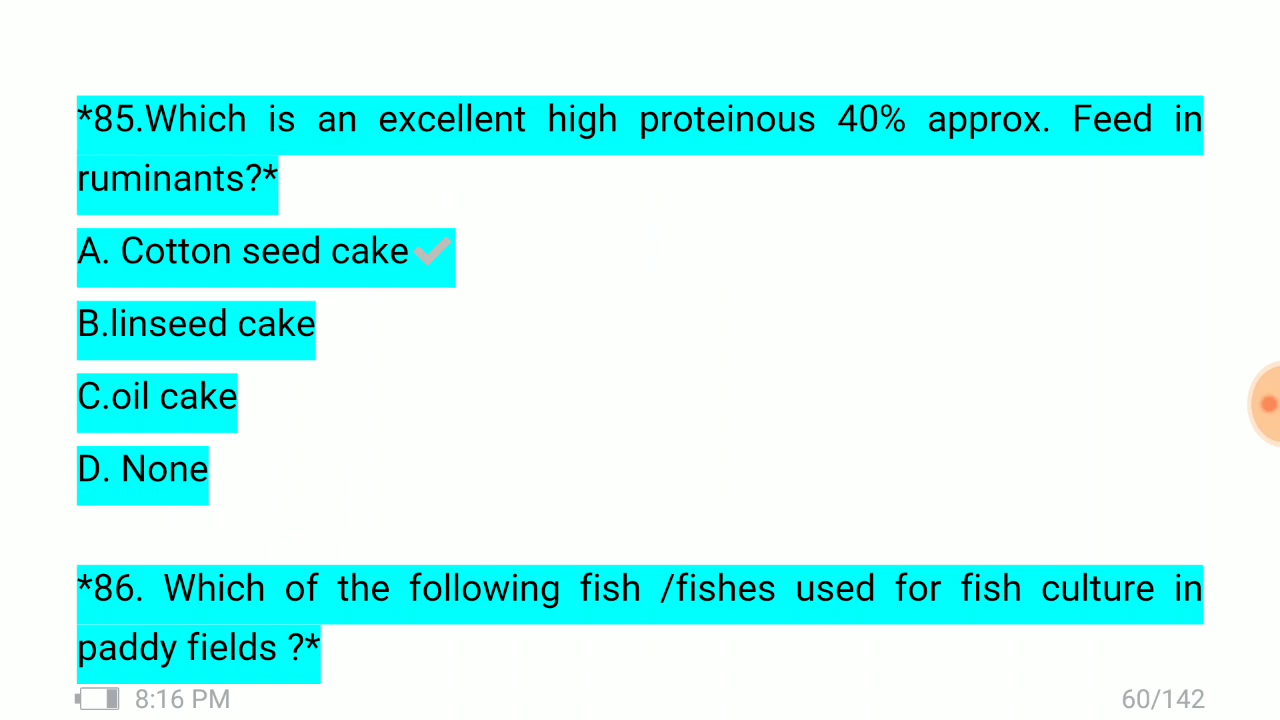 *85.Which is an excellent high proteinous 40% approx. Feed in
ruminants?*
A. Cotton seed cake✔
B.linseed cake
C.oil cake
D. None
*86. Which of the following fish /fishes used for fish culture in
paddy fields ?*
8:16 PM
60/142